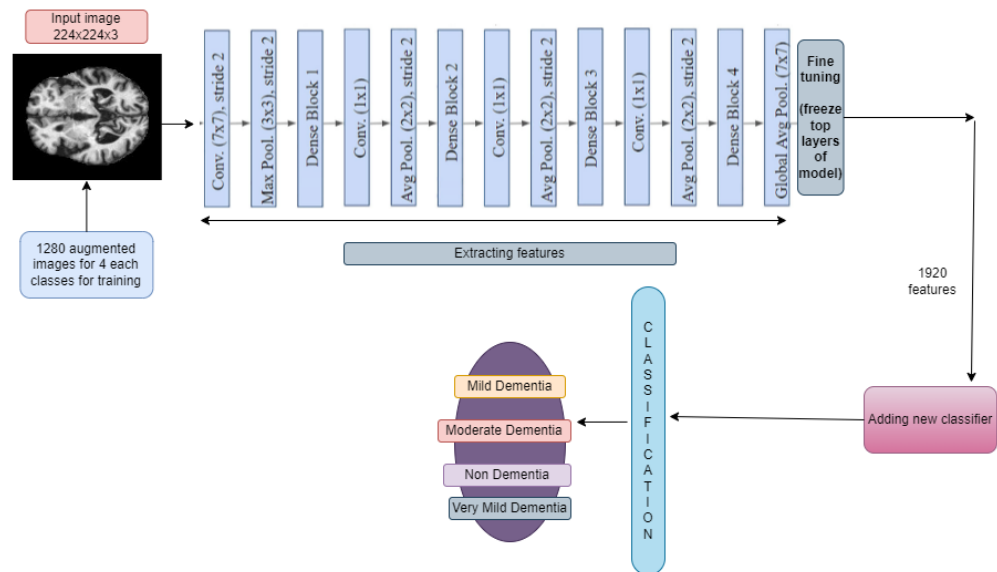 Input image
224x224x3
1280 augmented
images for 4 each
classes for training
Conv. (7x7), stride 2
Max Pool. (3x3), stride 2
Dense Block 1
Conv. (1x1)
Avg Pool. (2x2), stride 2
Dense Block 2
Conv. (1x1)
Avg Pool. (2x2), stride 2
Dense Block 3
Conv. (1x1)
Avg Pool. (2x2), stride 2
Dense Block 4
Global Avg Pool. (7x7)
Fine
tuning
(freeze
top
layers
of
model)
Extracting features
1920
features
Adding new classifier
CLASSIFICATION
Mild Dementia
Moderate Dementia
Non Dementia
Very Mild Dementia